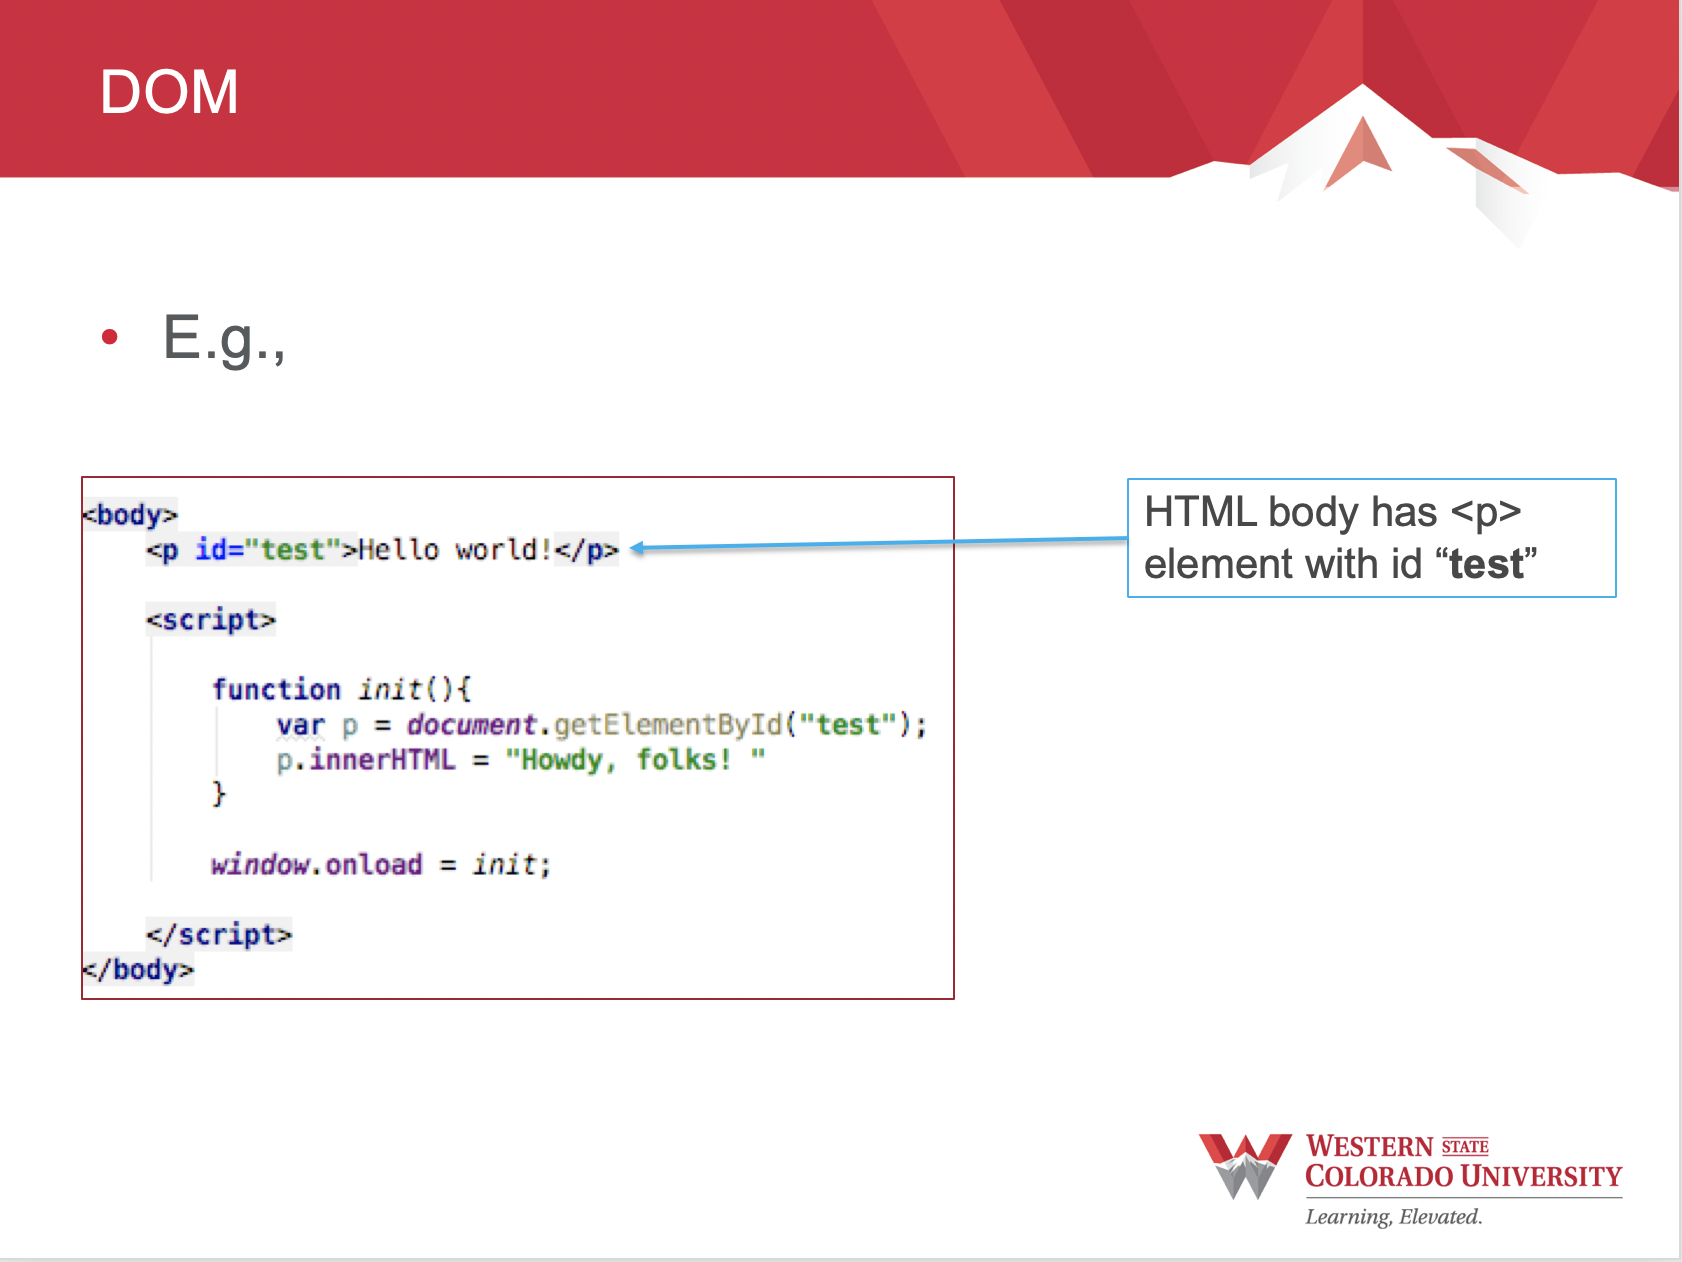 DOM
• E.g.,
<body>
<p id="test">Hello world!</p>
<script>
function init(){
var p = document.getElementById("test");
p.innerHTML = "Howdy, folks! "
}
window.onload = init;
</script>
</body>
HTML body has <p>
element with id “test”
WESTERN STATE
COLORADO UNIVERSITY
Learning, Elevated.